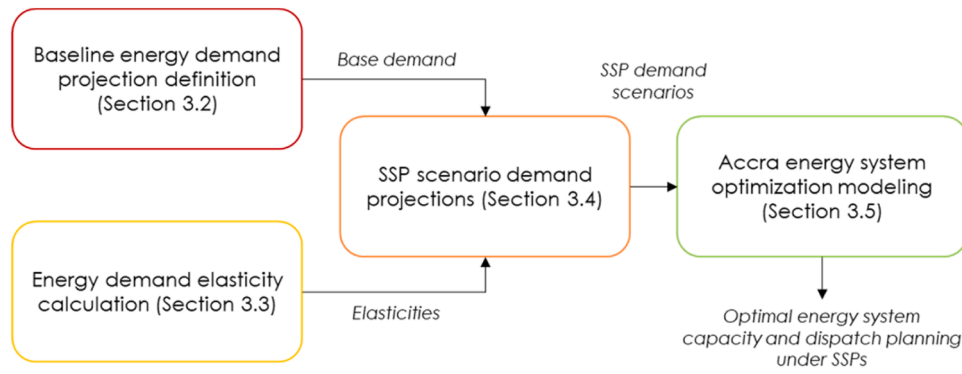 Baseline energy demand
projection definition
(Section 3.2)
Base demand
SSP demand
scenarios
SSP scenario demand
projections (Section 3.4)
Accra energy system
optimization modeling
(Section 3.5)
Energy demand elasticity
calculation (Section 3.3)
Elasticities
Optimal energy system
capacity and dispatch planning
under SSPs